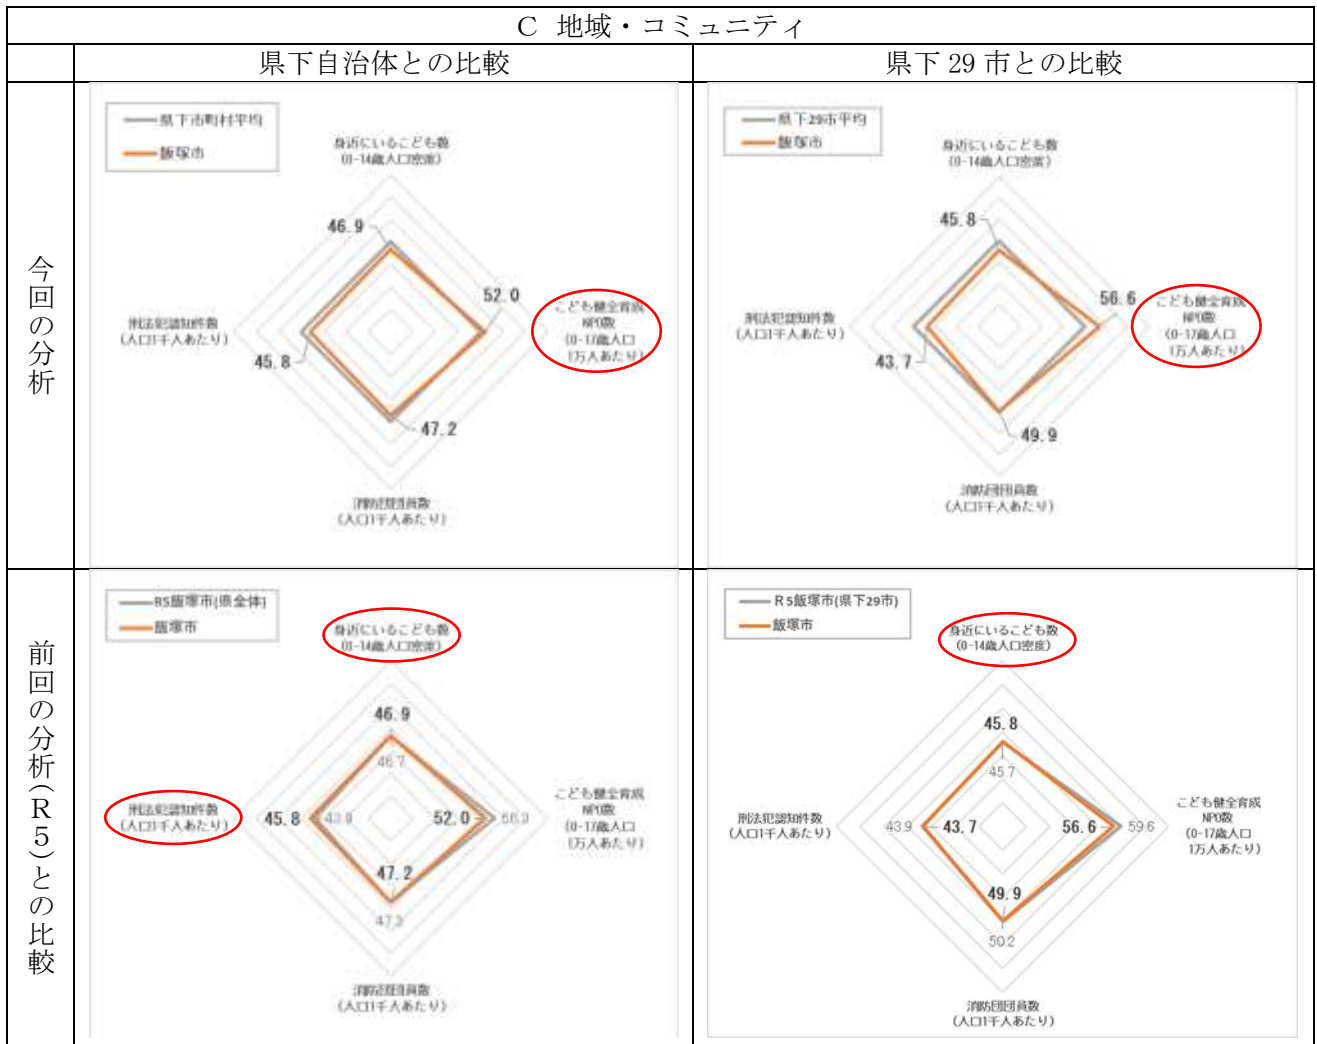 C 地域・コミュニティ
県下自治体との比較
県下 29 市との比較
今回の分析
県下市町村平均
飯塚市
身近にいるこども数
(0-14歳人口密度)
46.9
52.0
こども健全育成
NPO数
(0-17歳人口
1万人あたり)
刑法犯認知件数
(人口1千人あたり)
45.8
47.2
消防団団員数
(人口1千人あたり)
県下29市平均
飯塚市
身近にいるこども数
(0-14歳人口密度)
45.8
56.6
こども健全育成
NPO数
(0-17歳人口
1万人あたり)
刑法犯認知件数
(人口1千人あたり)
43.7
49.9
消防団団員数
(人口1千人あたり)
前回の分析(R5)との比較
R5飯塚市(県全体)
飯塚市
身近にいるこども数
(0-14歳人口密度)
46.9
46.7
刑法犯認知件数
(人口1千人あたり)
45.8
52.0
こども健全育成
NPO数
(0-17歳人口
1万人あたり)
47.2
消防団団員数
(人口1千人あたり)
R5飯塚市(県下29市)
飯塚市
身近にいるこども数
(0-14歳人口密度)
45.8
45.7
刑法犯認知件数
(人口1千人あたり)
43.9
43.7
56.6
59.6
こども健全育成
NPO数
(0-17歳人口
1万人あたり)
49.9
50.2
消防団団員数
(人口1千人あたり)